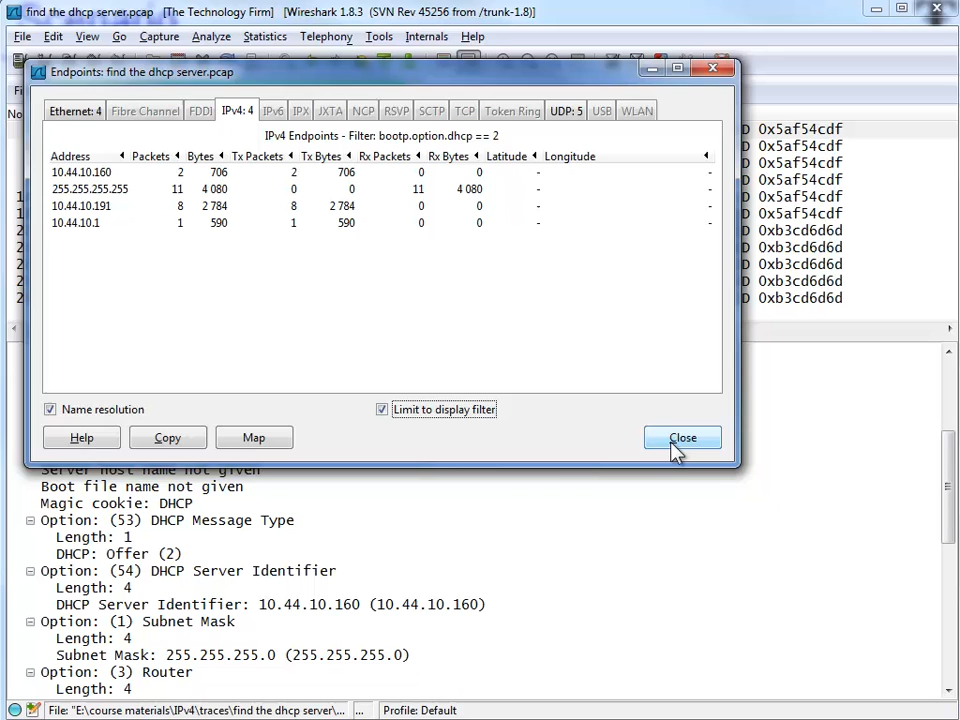 find the dhcp server.pcap [The Technology Firm] [Wireshark 1.8.3 (SVN Rev 45256 from /trunk-1.8)]
File Edit View Go Capture Analyze Statistics Telephony Tools Internals Help
Endpoints: find the dhcp server.pcap
Fi
No
Ethernet: 4 Fibre Channel FDDI IPv4: 4 IPv6 IPX JXTA NCP RSVP SCTP TCP Token Ring UDP: 5 USB WLAN
IPv4 Endpoints - Filter: bootp.option.dhcp == 2
Address Packets Bytes Tx Packets Tx Bytes Rx Packets Rx Bytes Latitude Longitude
10.44.10.160 2 706 2 706 0 0 - -
255.255.255.255 11 4 080 0 0 11 4 080 - -
10.44.10.191 8 2 784 8 2 784 0 0 - -
10.44.10.1 1 590 1 590 0 0 - -
D 0x5af54cdf
D 0x5af54cdf
D 0x5af54cdf
D 0x5af54cdf
1 D 0x5af54cdf
1 D 0x5af54cdf
2 D 0xb3cd6d6d
2 D 0xb3cd6d6d
2 D 0xb3cd6d6d
2 D 0xb3cd6d6d
2 D 0xb3cd6d6d
Name resolution Limit to display filter
Help Copy Map Close
Server host name not given
Boot file name not given
Magic cookie: DHCP
Option: (53) DHCP Message Type
Length: 1
DHCP: Offer (2)
Option: (54) DHCP Server Identifier
Length: 4
DHCP Server Identifier: 10.44.10.160 (10.44.10.160)
Option: (1) Subnet Mask
Length: 4
Subnet Mask: 255.255.255.0 (255.255.255.0)
Option: (3) Router
Length: 4
File: "E:\course materials\IPv4\traces\find the dhcp server\... ... Profile: Default